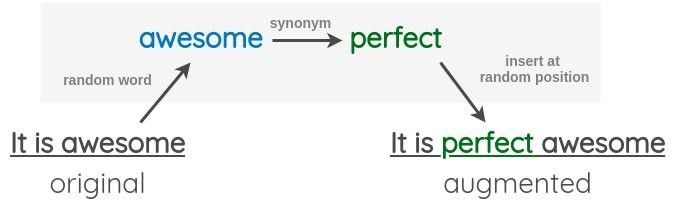 synonym
awesome perfect
random word
insert at
random position
It is awesome
It is perfect awesome
original
augmented